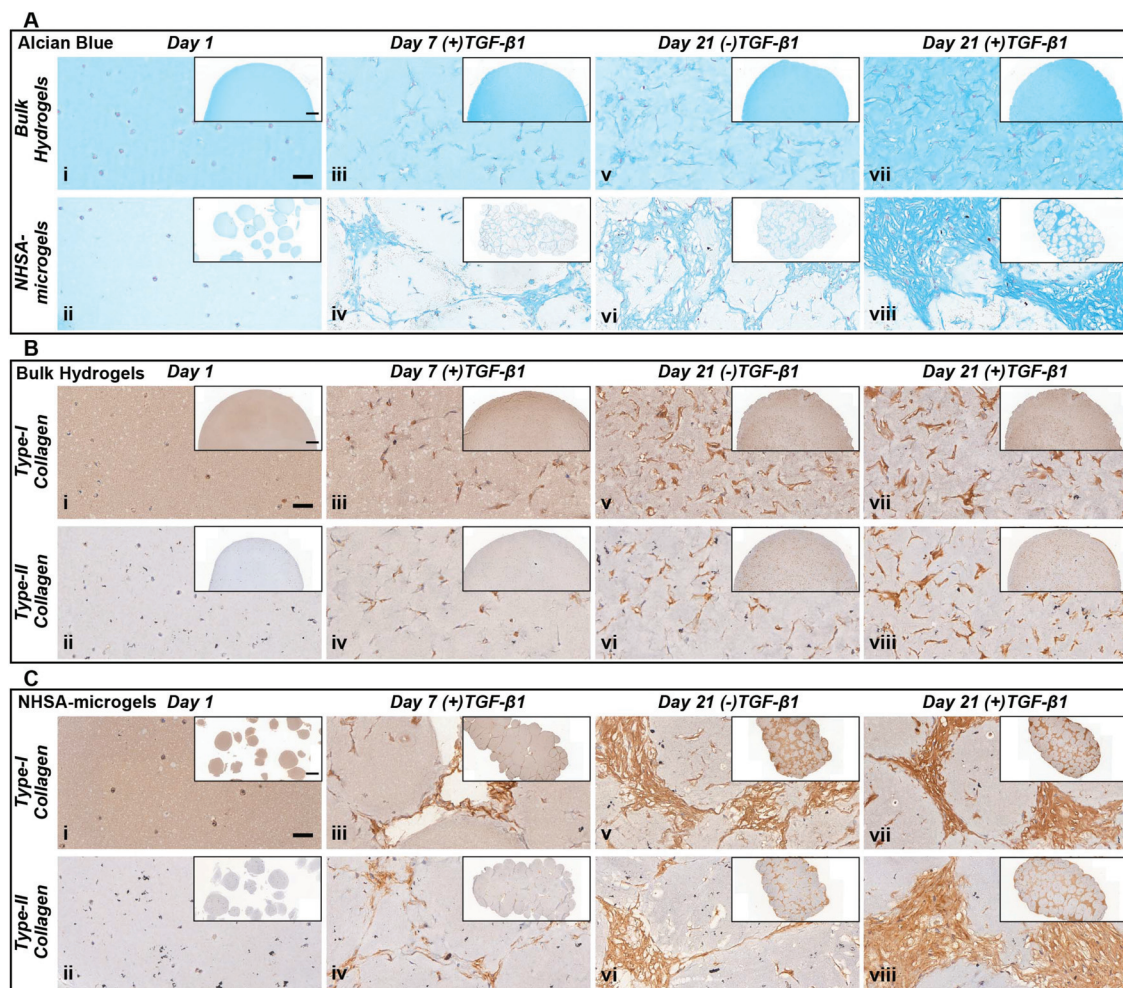 A
Alcian Blue Day 1 Day 7 (+)TGF-β1 Day 21 (-)TGF-β1 Day 21 (+)TGF-β1
Bulk
Hydrogels
i iii v vii
NHSA-
microgels
ii iv vi viii
B
Bulk Hydrogels Day 1 Day 7 (+)TGF-β1 Day 21 (-)TGF-β1 Day 21 (+)TGF-β1
Type-I
Collagen
i iii v vii
Type-II
Collagen
ii iv vi viii
C
NHSA-microgels Day 1 Day 7 (+)TGF-β1 Day 21 (-)TGF-β1 Day 21 (+)TGF-β1
Type-I
Collagen
i iii v vii
Type-II
Collagen
ii iv vi viii